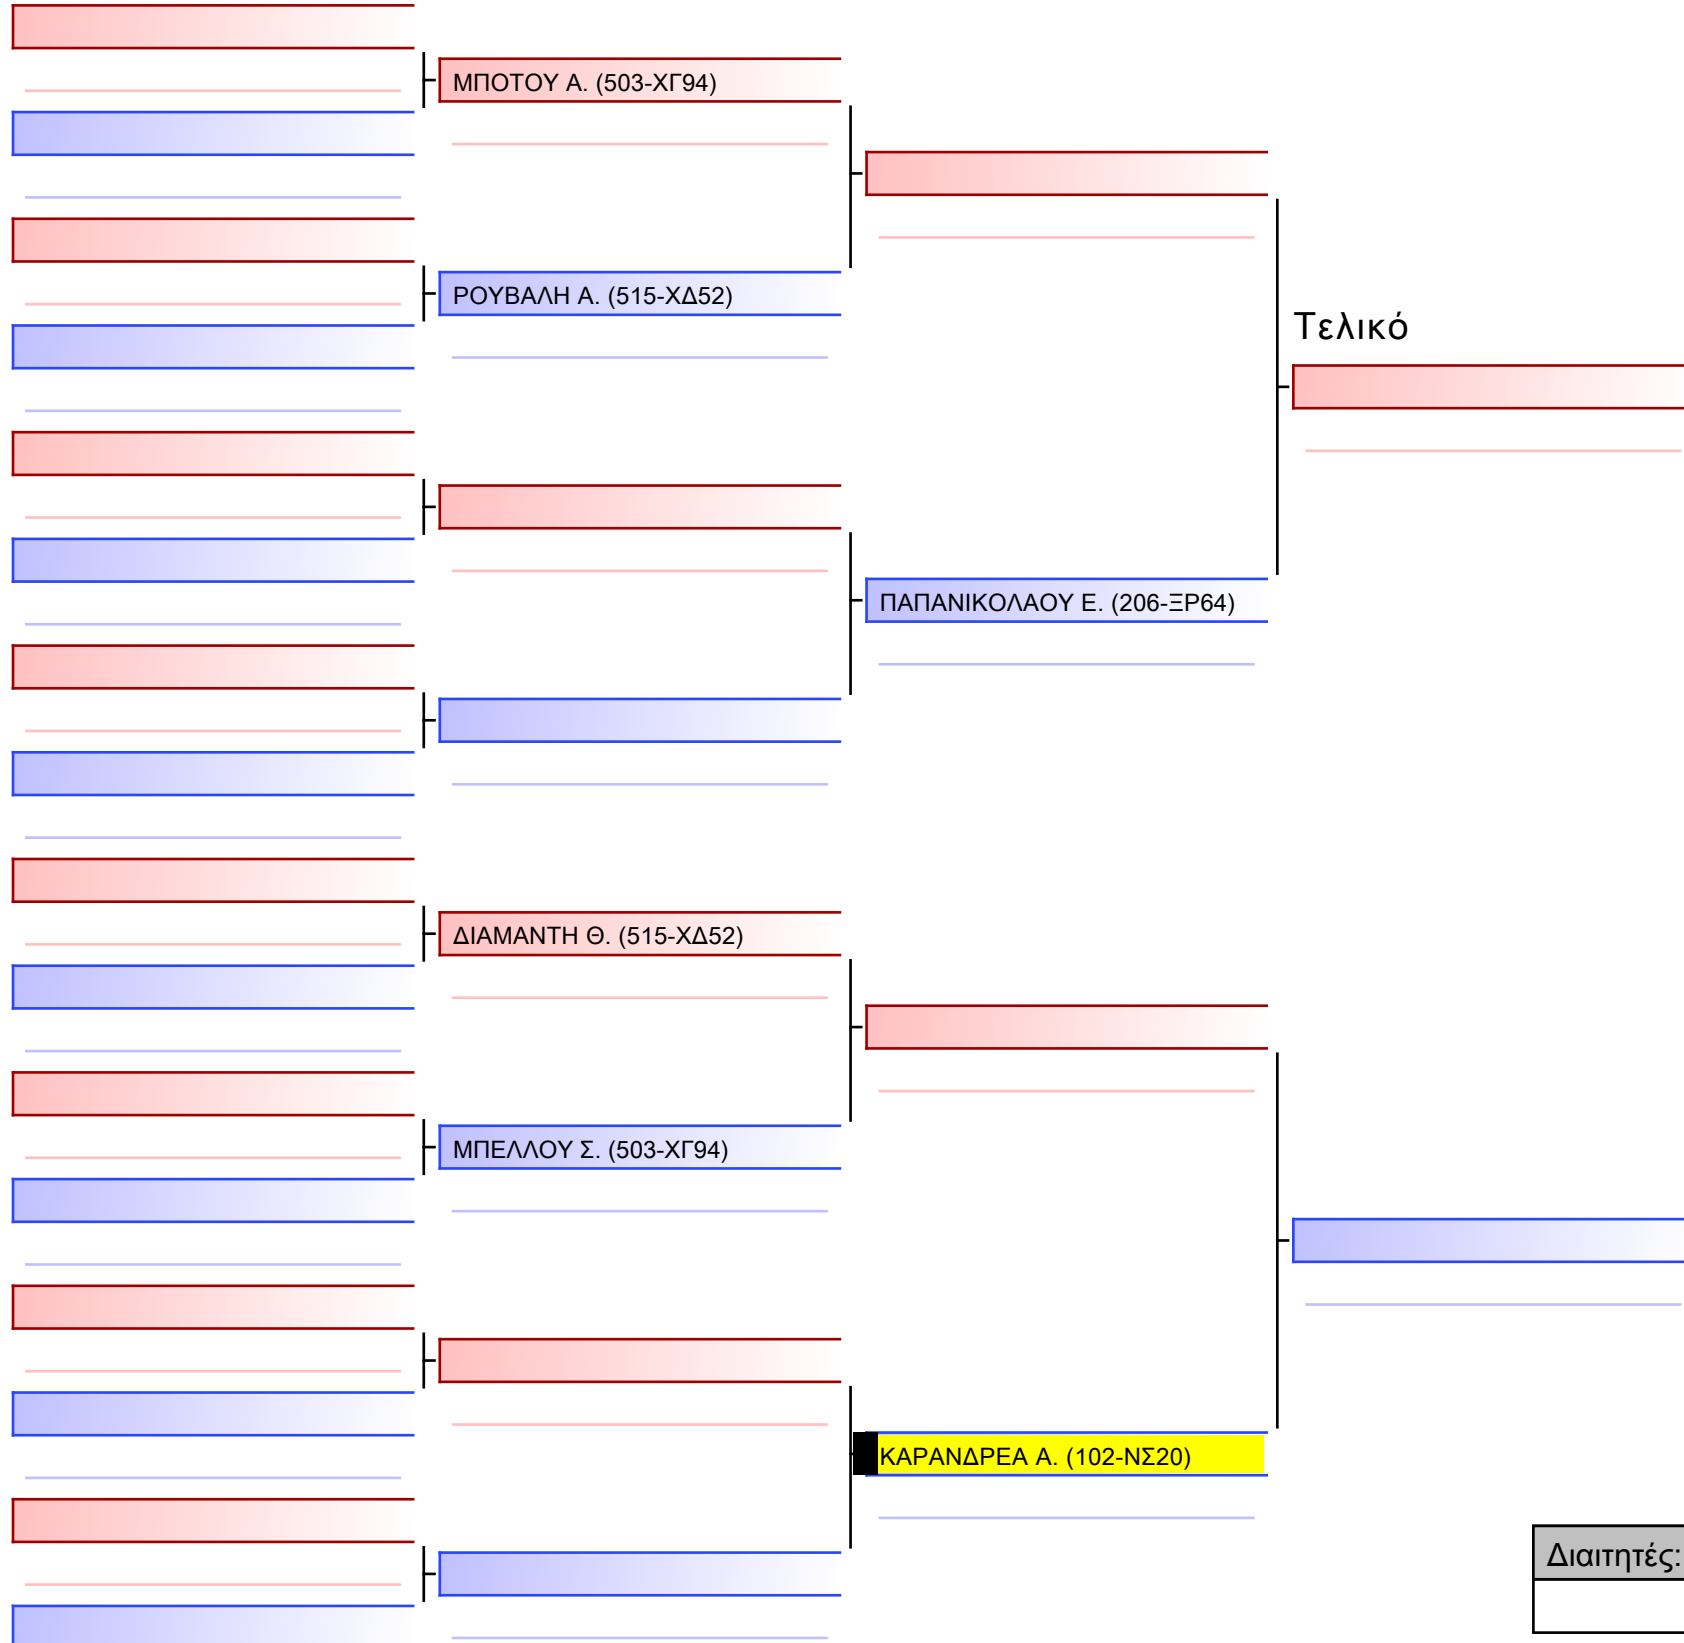 ΜΠΟΤΟΥ Α. (503-ΧΓ94)
ΡΟΥΒΑΛΗ Α. (515-ΧΔ52)
Τελικό
ΠΑΠΑΝΙΚΟΛΑΟΥ Ε. (206-ΞΡ64)
ΔΙΑΜΑΝΤΗ Θ. (515-ΧΔ52)
ΜΠΕΛΛΟΥ Σ. (503-ΧΓ94)
ΚΑΡΑΝΔΡΕΑ Α. (102-ΝΣ20)
Διαιτητές: